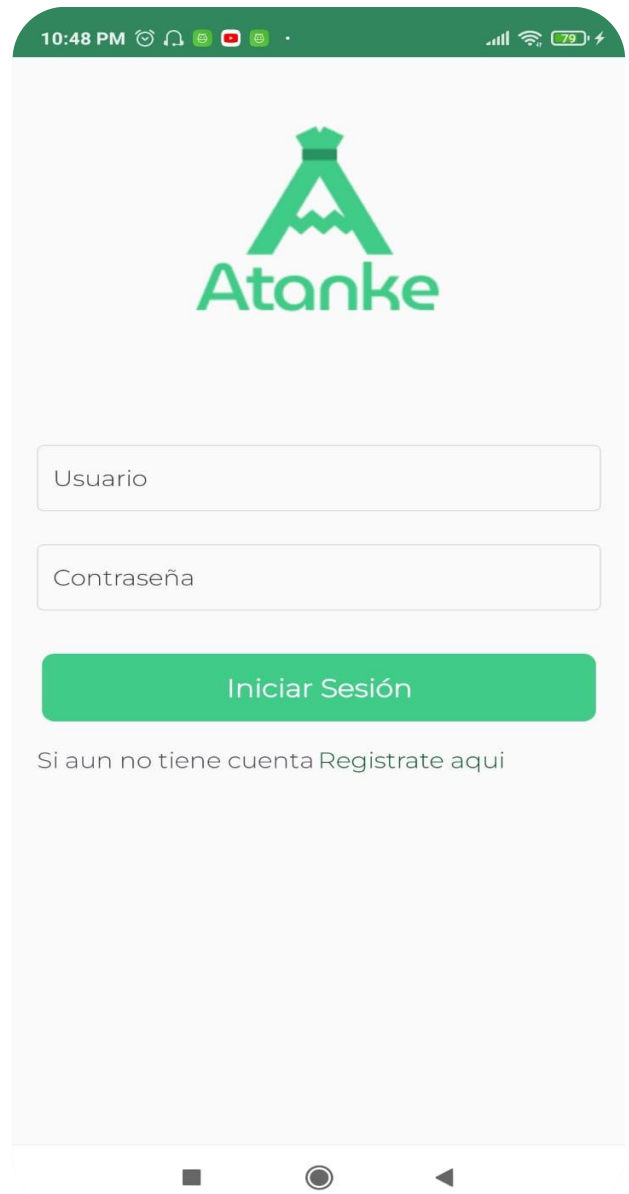 10:48 PM
79
Atanke
Usuario
Contraseña
Iniciar Sesión
Si aun no tiene cuenta Registrate aqui